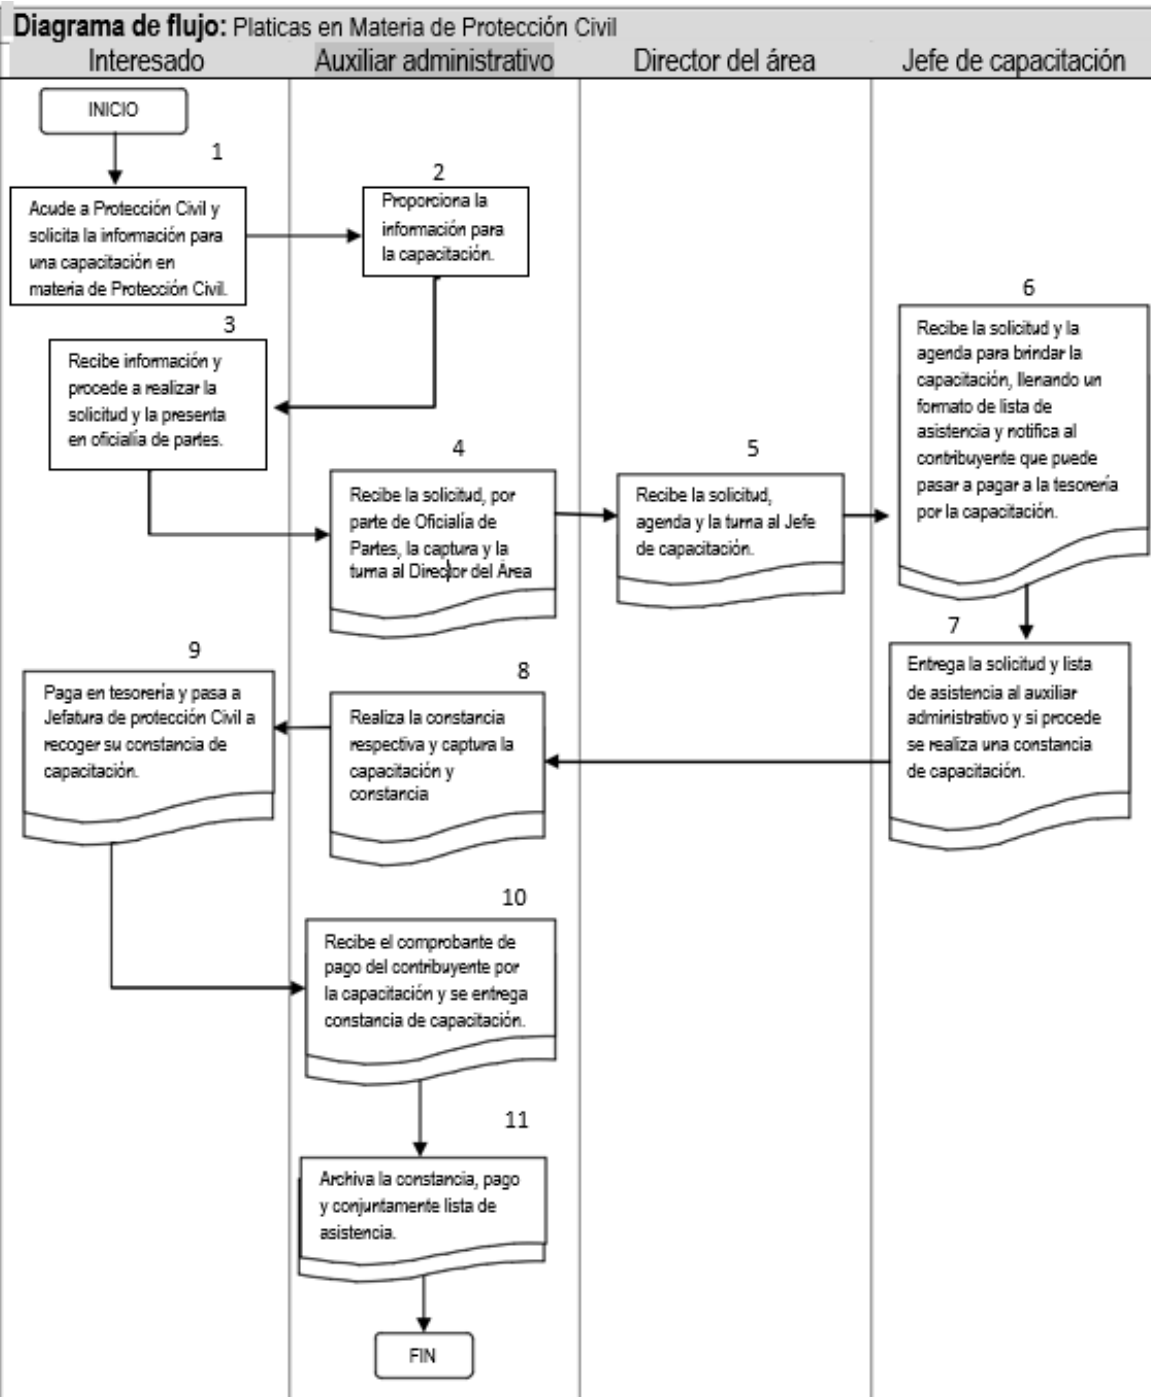 Diagrama de flujo: Platicas en Materia de Protección Civil
Interesado
Auxiliar administrativo
Director del área
Jefe de capacitación
INICIO
1
Acude a Protección Civil y
solicita la información para
una capacitación en
materia de Protección Civil.
2
Proporciona la
información para
la capacitación.
3
Recibe información y
procede a realizar la
solicitud y la presenta
en oficialía de partes.
4
Recibe la solicitud, por
parte de Oficialía de
Partes, la captura y la
turna al Director del Área
5
Recibe la solicitud,
agenda y la turna al Jefe
de capacitación.
6
Recibe la solicitud y la
agenda para brindar la
capacitación, llenando un
formato de lista de
asistencia y notifica al
contribuyente que puede
pasar a pagar a la tesorería
por la capacitación.
7
Entrega la solicitud y lista
de asistencia al auxiliar
administrativo y si procede
se realiza una constancia
de capacitación.
8
Realiza la constancia
respectiva y captura la
capacitación y
constancia
9
Paga en tesorería y pasa a
Jefatura de protección Civil a
recoger su constancia de
capacitación.
10
Recibe el comprobante de
pago del contribuyente por
la capacitación y se entrega
constancia de capacitación.
11
Archiva la constancia, pago
y conjuntamente lista de
asistencia.
FIN